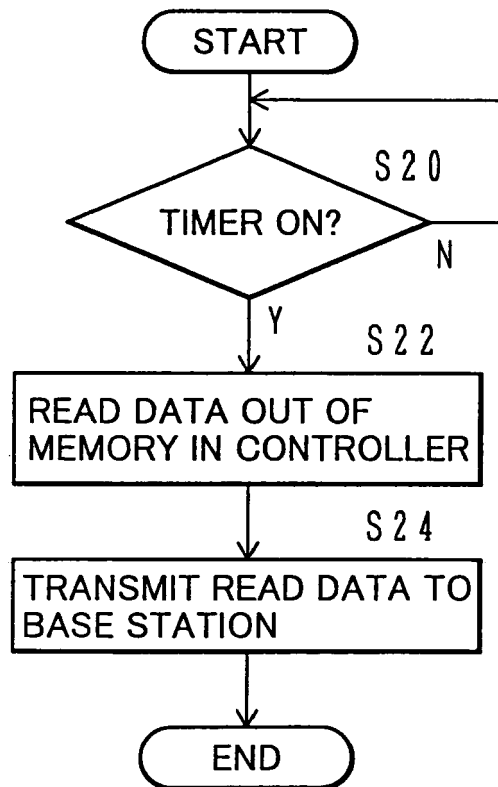 START
S20
TIMER ON?
N
Y
S22
READ DATA OUT OF
MEMORY IN CONTROLLER
S24
TRANSMIT READ DATA TO
BASE STATION
END